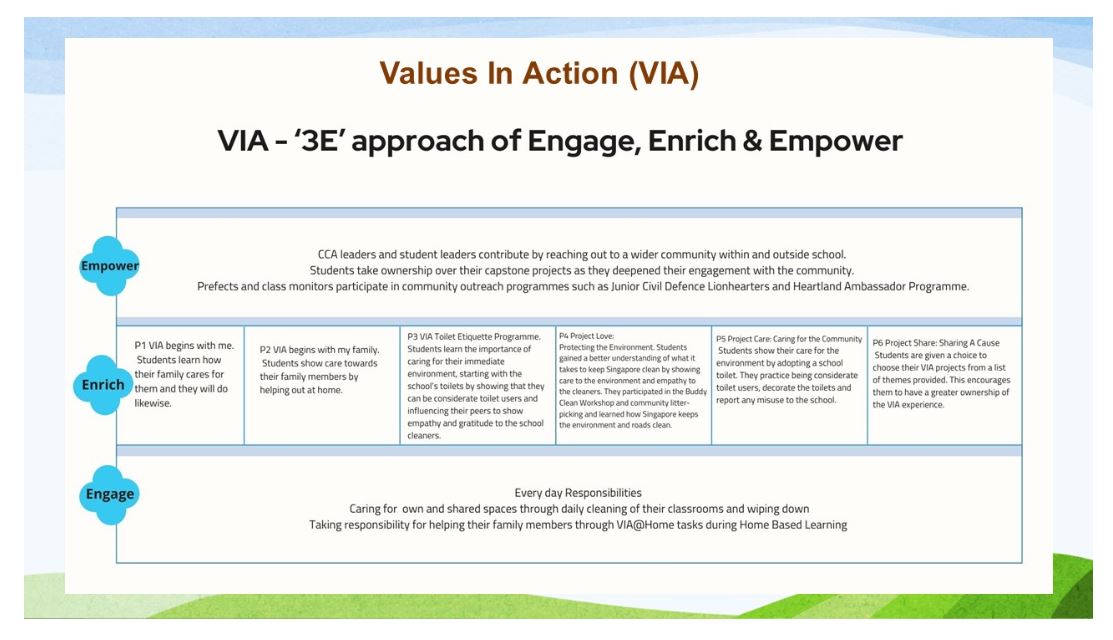 Values In Action (VIA)
VIA – ‘3E’ approach of Engage, Enrich & Empower
Empower
CCA leaders and student leaders contribute by reaching out to a wider community within and outside school.
Students take ownership over their capstone projects as they deepened their engagement with the community.
Prefects and class monitors participate in community outreach programmes such as Junior Civil Defence Lionhearters and Heartland Ambassador Programme.
Enrich
P1 VIA begins with me.
Students learn how
their family cares for
them and they will do
likewise.
P2 VIA begins with my family.
Students show care towards
their family members by
helping out at home.
P3 VIA Toilet Etiquette Programme.
Students learn the importance of
caring for their immediate
environment, starting with the
school's toilets by showing that they
can be considerate toilet users and
influencing their peers to show
empathy and gratitude to the school
cleaners.
P4 Project Love:
Protecting the Environment. Students
gained a better understanding of what it
takes to keep Singapore clean by showing
care to the environment and empathy to
the cleaners. They participated in the Buddy
Clean Workshop and community litter-
picking and learned how Singapore keeps
the environment and roads clean.
P5 Project Care: Caring for the Community
Students show their care for the
environment by adopting a school
toilet. They practice being considerate
toilet users, decorate the toilets and
report any misuse to the school.
P6 Project Share: Sharing A Cause
Students are given a choice to
choose their VIA projects from a list
of themes provided. This encourages
them to have a greater ownership of
the VIA experience.
Engage
Every day Responsibilities
Caring for own and shared spaces through daily cleaning of their classrooms and wiping down
Taking responsibility for helping their family members through VIA@Home tasks during Home Based Learning